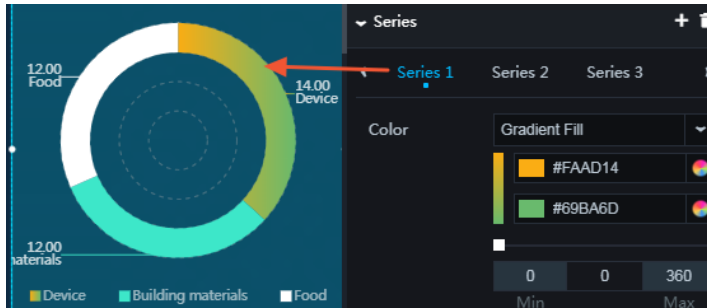 12.00
Food
14.00
Device
12.00
aterials
Device Building materials Food
Series
Series 1 Series 2 Series 3
Color Gradient Fill
#FAAD14
#69BA6D
0 0 360
Min Max